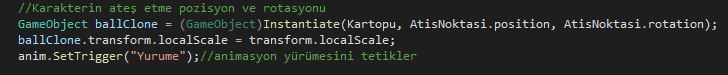 //Karakterin ateş etme pozisyon ve rotasyonu
GameObject ballClone = (GameObject)Instantiate(Kartopu, AtisNoktasi.position, AtisNoktasi.rotation);
ballClone.transform.localScale = transform.localScale;
anim.SetTrigger("Yurume");//animasyon yürümesini tetikler